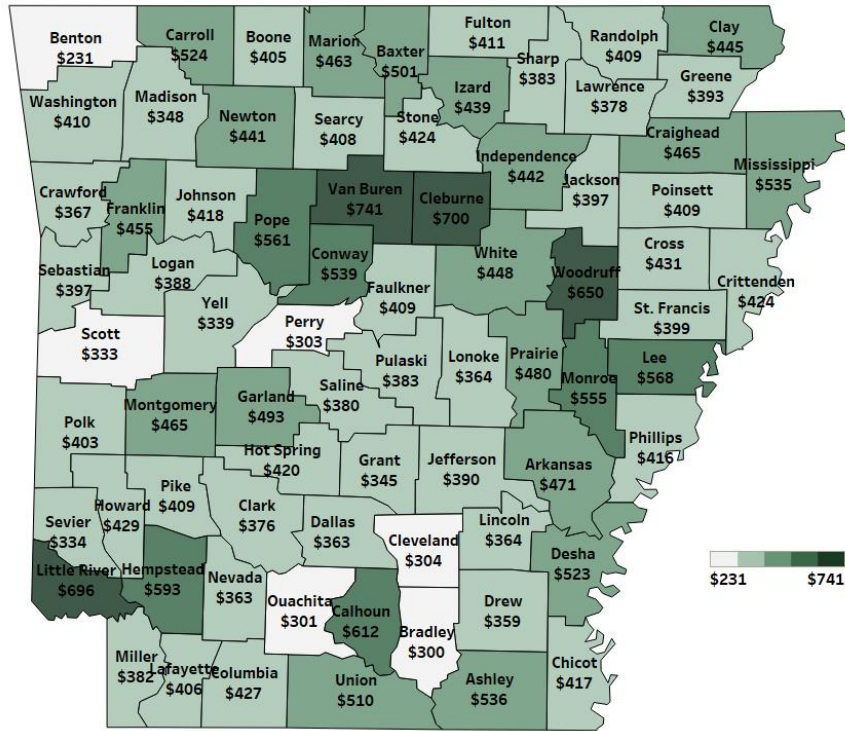 Benton
$231
Carroll
$524
Boone
$405
Marion
$463
Baxter
$501
Fulton
$411
Sharp
$383
Randolph
$409
Clay
$445
Washington
$410
Madison
$348
Newton
$441
Searcy
$408
Stone
$424
Izard
$439
Lawrence
$378
Greene
$393
Independence
$442
Craighead
$465
Mississippi
$535
Crawford
$367
Franklin
$455
Johnson
$418
Pope
$561
Van Buren
$741
Cleburne
$700
Jackson
$397
Poinsett
$409
Sebastian
$397
Logan
$388
Conway
$539
White
$448
Woodruff
$650
Cross
$431
Crittenden
$424
Scott
$333
Yell
$339
Perry
$303
Faulkner
$409
St. Francis
$399
Pulaski
$383
Lonoke
$364
Prairie
$480
Monroe
$555
Lee
$568
Polk
$403
Montgomery
$465
Garland
$493
Saline
$380
Hot Spring
$420
Grant
$345
Jefferson
$390
Arkansas
$471
Phillips
$416
Sevier
$334
Howard
$429
Pike
$409
Clark
$376
Dallas
$363
Cleveland
$304
Lincoln
$364
Desha
$523
Little River
$696
Hempstead
$593
Nevada
$363
Ouachita
$301
Calhoun
$612
Bradley
$300
Drew
$359
Miller
$382
Lafayette
$406
Columbia
$427
Union
$510
Ashley
$536
Chicot
$417
$231
$741